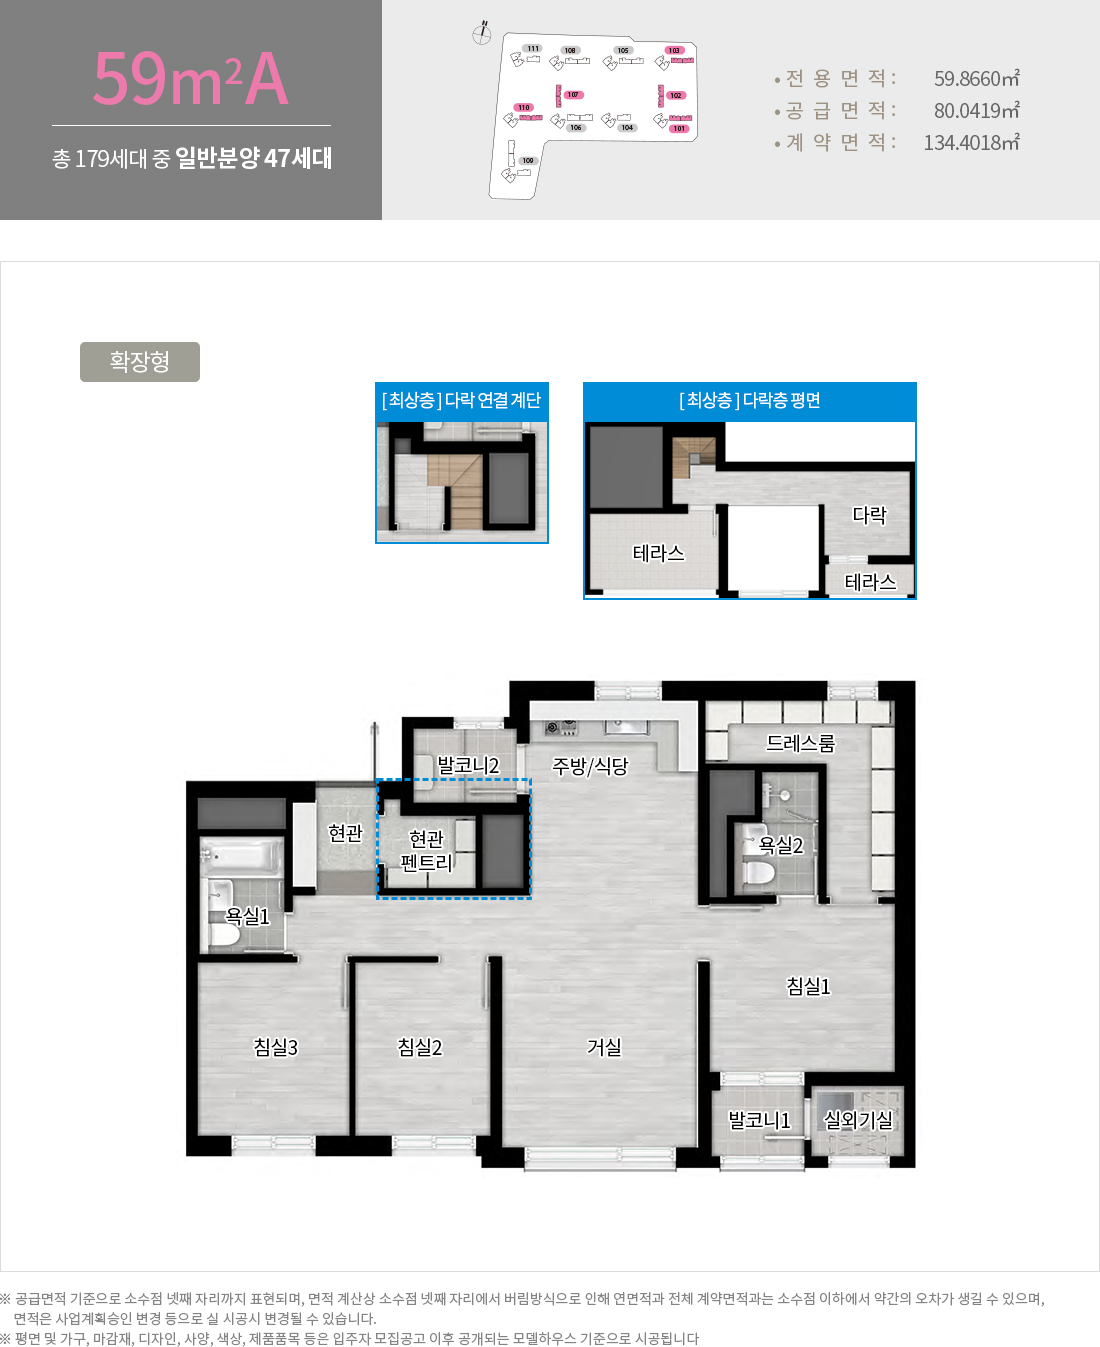 59m²A
총 179세대 중 일반분양 47세대
N
111
108
105
103
107
102
110
106
104
101
109
• 전용면적 : 59.8660㎡
• 공급면적 : 80.0419㎡
• 계약면적 : 134.4018㎡
확장형
[ 최상층 ] 다락 연결 계단
[ 최상층 ] 다락층 평면
다락
테라스
테라스
드레스룸
발코니2
주방/식당
현관
현관
펜트리
욕실2
욕실1
침실1
침실3
침실2
거실
발코니1
실외기실
※ 공급면적 기준으로 소수점 넷째 자리까지 표현되며, 면적 계산상 소수점 넷째 자리에서 버림방식으로 인해 연면적과 전체 계약면적과는 소수점 이하에서 약간의 오차가 생길 수 있으며,
면적은 사업계획승인 변경 등으로 실 시공시 변경될 수 있습니다.
※ 평면 및 가구, 마감재, 디자인, 사양, 색상, 제품품목 등은 입주자 모집공고 이후 공개되는 모델하우스 기준으로 시공됩니다